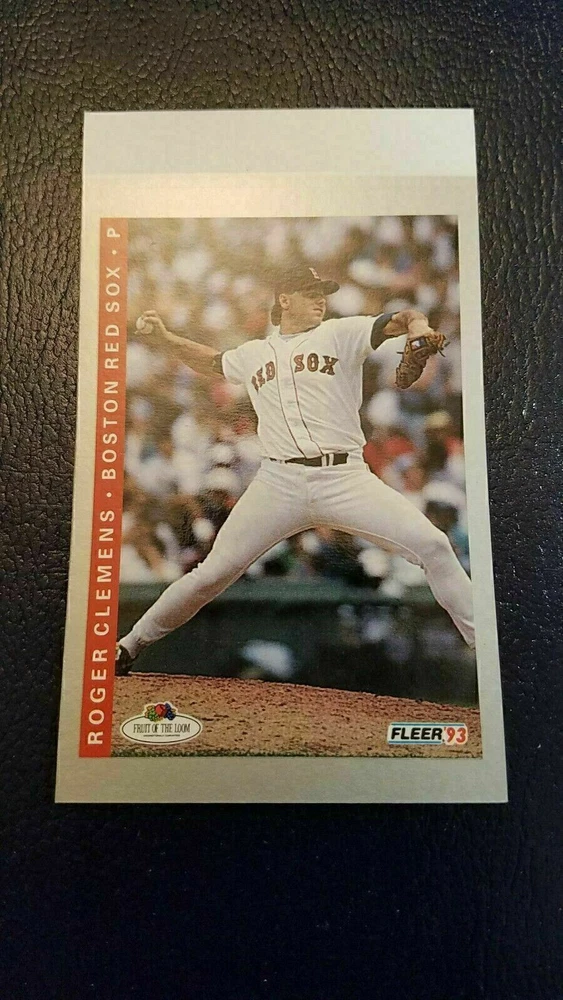 ROGER CLEMENS • BOSTON RED SOX • P
RED SOX
FRUIT OF THE LOOM
FLEER '93